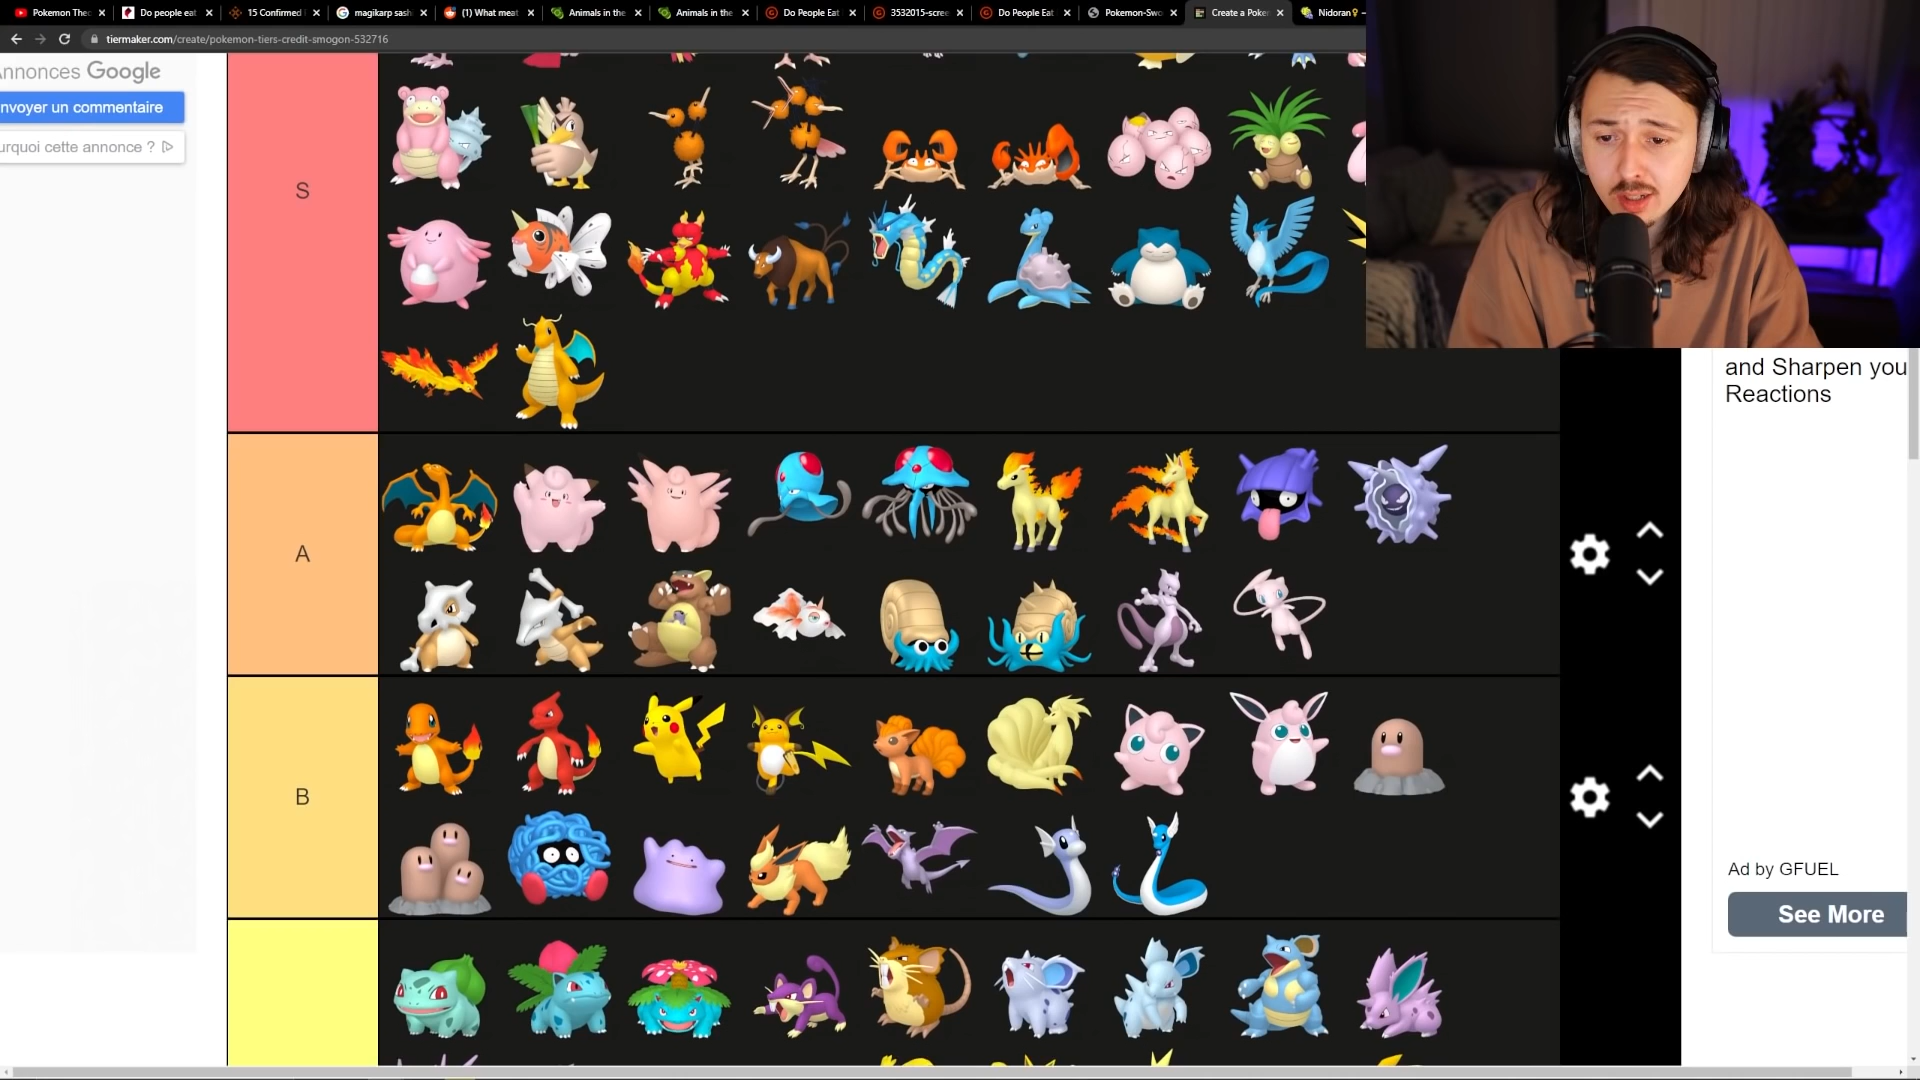 Pokemon Thec
Do people eat
15 Confirmed
magikarp sash
(1) What meat
Animals in the
Animals in the
Do People Eat
3532015-scree
Do People Eat
Pokemon-Swo
Create a Poke
Nidoran♀ –
tiermaker.com/create/pokemon-tiers-credit-smogon-532716
Annonces Google
nvoyer un commentaire
urquoi cette annonce ?
S
and Sharpen you
Reactions
A
B
Ad by GFUEL
See More